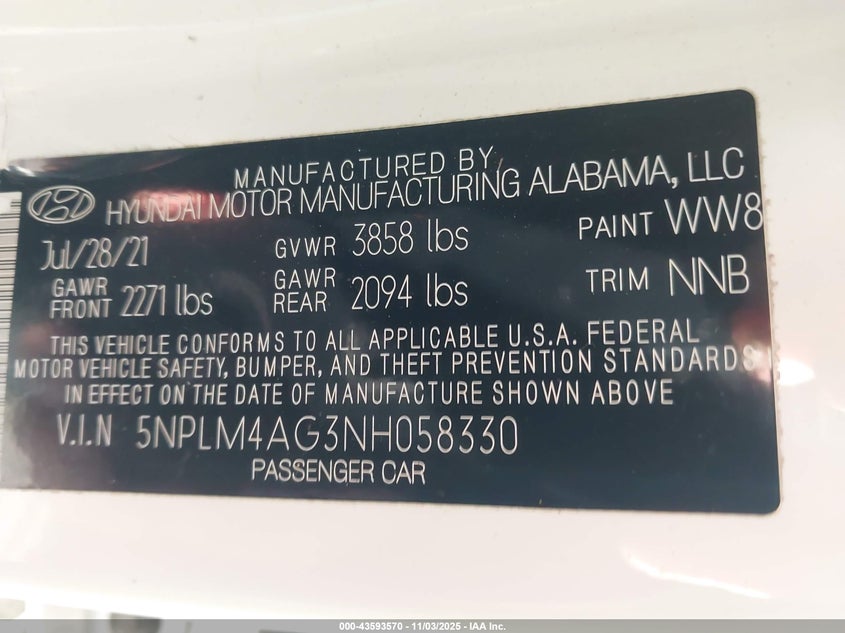 MANUFACTURED BY
HYUNDAI MOTOR MANUFACTURING ALABAMA, LLC
Jul/28/21 GVWR 3858 lbs PAINT WW8
GAWR FRONT 2271 lbs GAWR REAR 2094 lbs TRIM NNB
THIS VEHICLE CONFORMS TO ALL APPLICABLE U.S.A. FEDERAL
MOTOR VEHICLE SAFETY, BUMPER, AND THEFT PREVENTION STANDARDS
IN EFFECT ON THE DATE OF MANUFACTURE SHOWN ABOVE
V.I.N 5NPLM4AG3NH058330
PASSENGER CAR
000-43593570 - 11/03/2025 - IAA Inc.